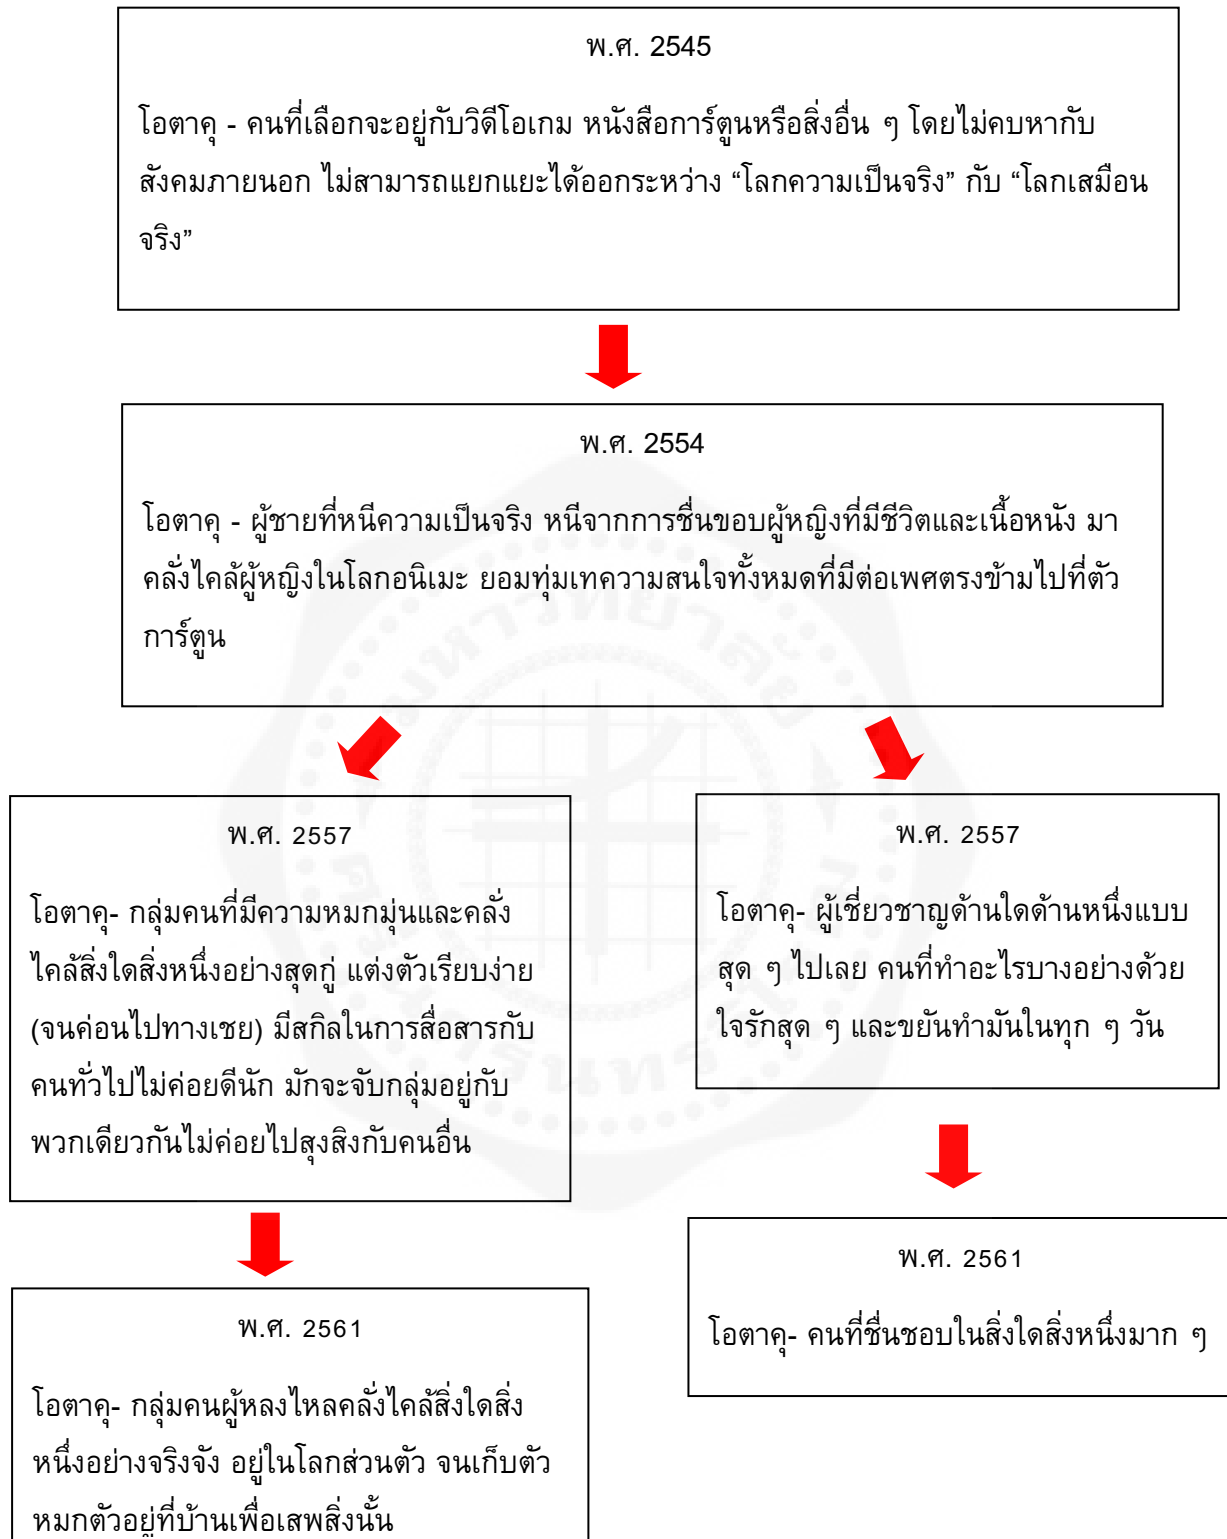 พ.ศ. 2545
โอตาคุ - คนที่เลือกจะอยู่กับวิดีโอเกม หนังสือการ์ตูนหรือสิ่งอื่น ๆ โดยไม่คบหากับ
สังคมภายนอก ไม่สามารถแยกแยะได้ออกระหว่าง “โลกความเป็นจริง” กับ “โลกเสมือน
จริง”
พ.ศ. 2554
โอตาคุ - ผู้ชายที่หนีความเป็นจริง หนีจากการชื่นขอบผู้หญิงที่มีชีวิตและเนื้อหนัง มา
คลั่งไคล้ผู้หญิงในโลกอนิเมะ ยอมทุ่มเทความสนใจทั้งหมดที่มีต่อเพศตรงข้ามไปที่ตัว
การ์ตูน
พ.ศ. 2557
โอตาคุ- กลุ่มคนที่มีความหมกมุ่นและคลั่ง
ไคล้สิ่งใดสิ่งหนึ่งอย่างสุดกู่ แต่งตัวเรียบง่าย
(จนค่อนไปทางเชย) มีสกิลในการสื่อสารกับ
คนทั่วไปไม่ค่อยดีนัก มักจะจับกลุ่มอยู่กับ
พวกเดียวกันไม่ค่อยไปสุงสิงกับคนอื่น
พ.ศ. 2557
โอตาคุ- ผู้เชี่ยวชาญด้านใดด้านหนึ่งแบบ
สุด ๆ ไปเลย คนที่ทำอะไรบางอย่างด้วย
ใจรักสุด ๆ และขยันทำมันในทุก ๆ วัน
พ.ศ. 2561
โอตาคุ- กลุ่มคนผู้หลงไหลคลั่งไคล้สิ่งใดสิ่ง
หนึ่งอย่างจริงจัง อยู่ในโลกส่วนตัว จนเก็บตัว
หมกตัวอยู่ที่บ้านเพื่อเสพสิ่งนั้น
พ.ศ. 2561
โอตาคุ- คนที่ชื่นชอบในสิ่งใดสิ่งหนึ่งมาก ๆ